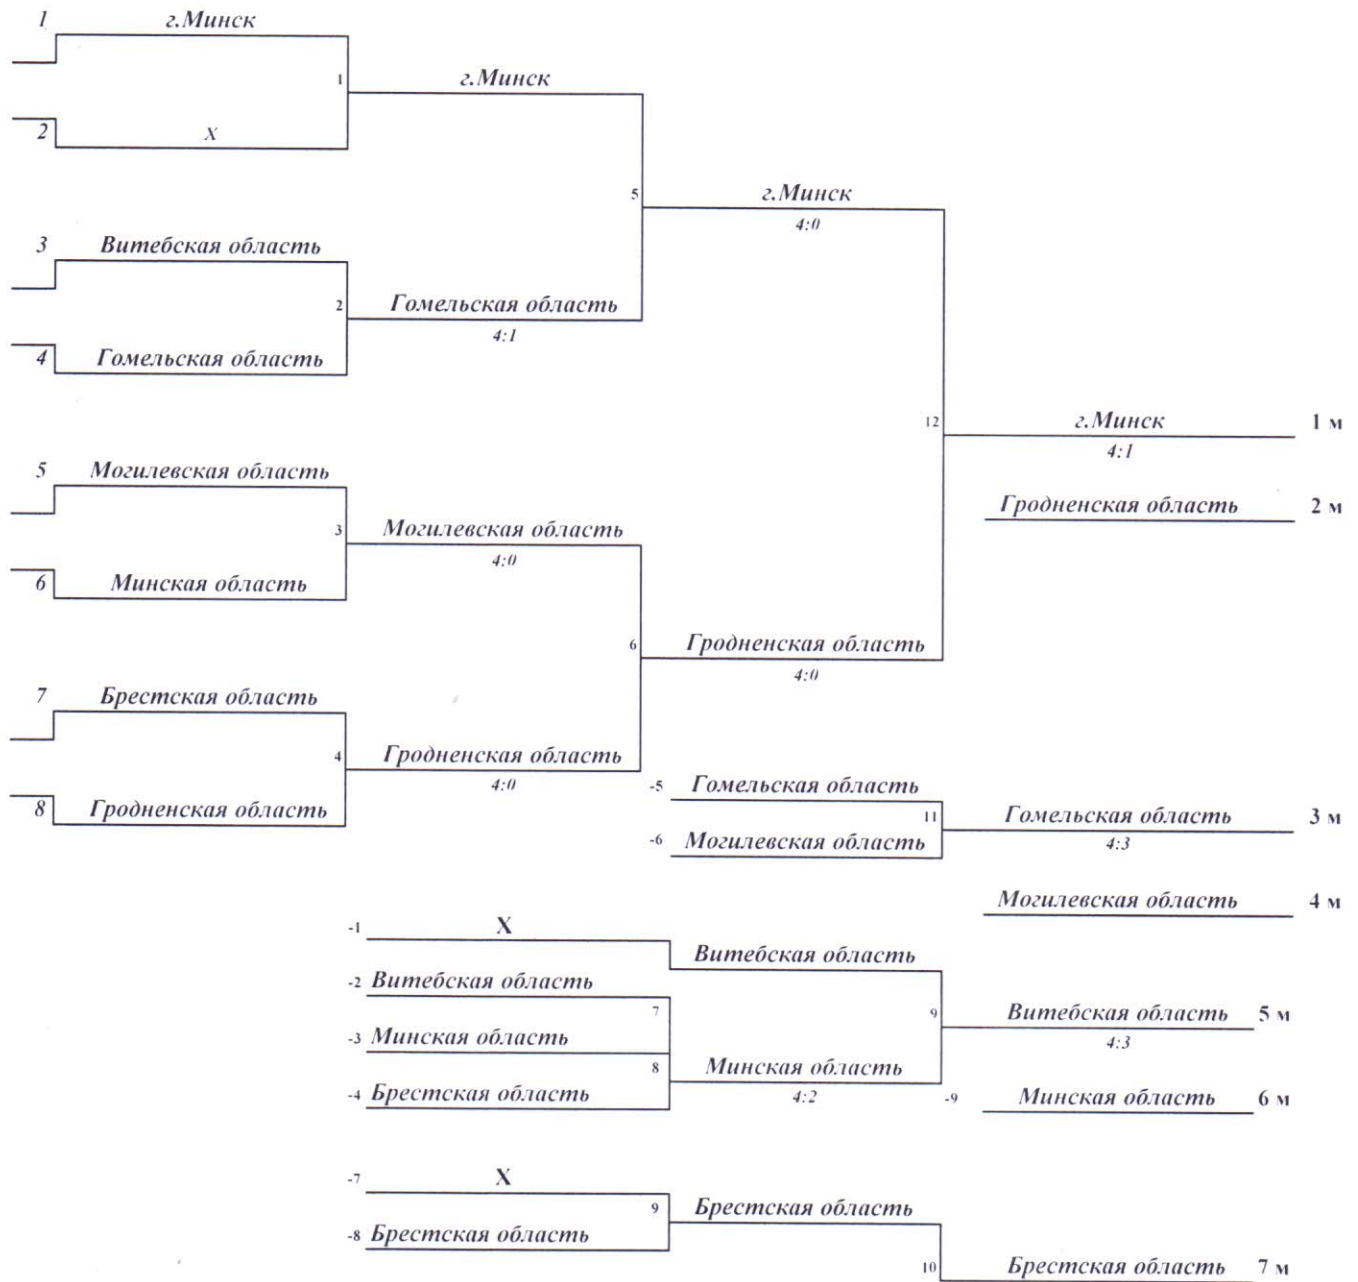 1 г.Минск
1 г.Минск
2 X
5 г.Минск
4:0
3 Витебская область
2 Гомельская область
4:1
4 Гомельская область
12 г.Минск 1 м
4:1
5 Могилевская область
Гродненская область 2 м
3 Могилевская область
4:0
6 Минская область
6 Гродненская область
4:0
7 Брестская область
4 Гродненская область
4:0
-5 Гомельская область
8 Гродненская область
11 Гомельская область 3 м
4:3
-6 Могилевская область
Могилевская область 4 м
-1 X
Витебская область
-2 Витебская область
7
9 Витебская область 5 м
4:3
-3 Минская область
8 Минская область
4:2
-4 Брестская область
-9 Минская область 6 м
-7 X
9 Брестская область
-8 Брестская область
10 Брестская область 7 м